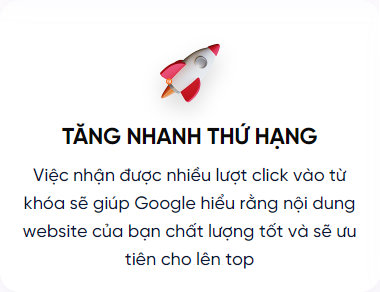 TĂNG NHANH THỨ HẠNG
Việc nhận được nhiều lượt click vào từ
khóa sẽ giúp Google hiểu rằng nội dung
website của bạn chất lượng tốt và sẽ ưu
tiên cho lên top